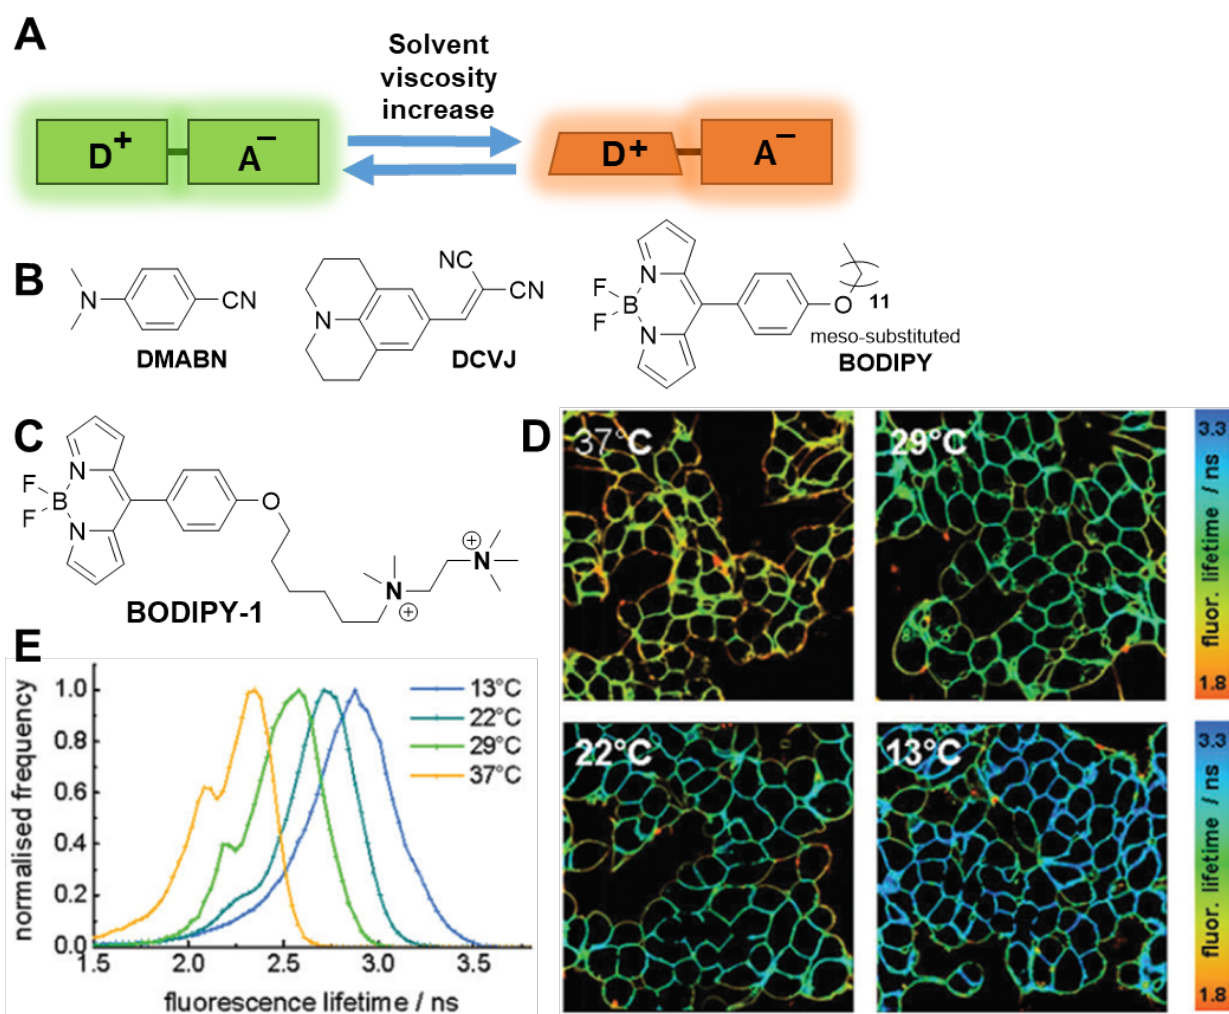 A
Solvent
viscosity
increase
D+
A−
D+
A−
B
N
CN
DMABN
N
NC
CN
DCVJ
N
F
B
F
N
O
11
meso-substituted
BODIPY
C
N
F
B
F
N
O
N
+
N
+
BODIPY-1
D
37°C
29°C
3.3
fluor. lifetime / ns
1.8
22°C
13°C
3.3
fluor. lifetime / ns
1.8
E
normalised frequency
1.0
0.8
0.6
0.4
0.2
0.0
13°C
22°C
29°C
37°C
1.5 2.0 2.5 3.0 3.5
fluorescence lifetime / ns